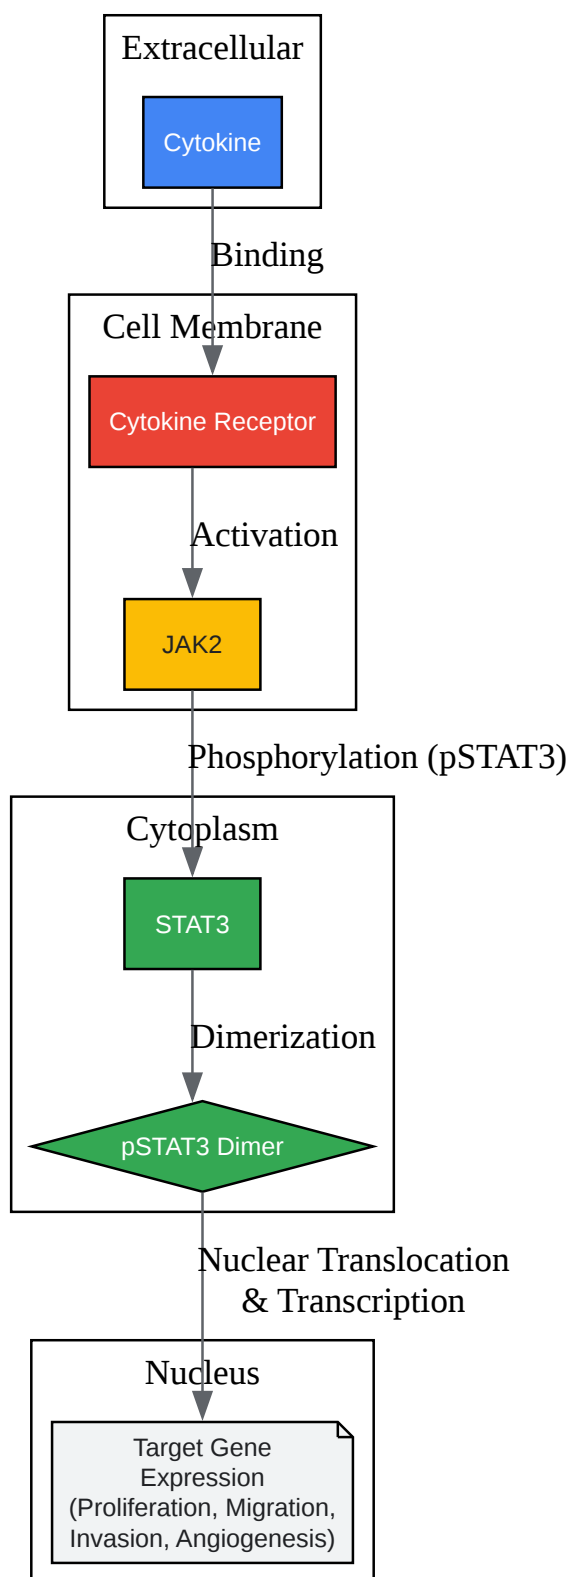 Extracellular
Cytokine
Binding
Cell Membrane
Cytokine Receptor
Activation
JAK2
Phosphorylation (pSTAT3)
Cytoplasm
STAT3
Dimerization
pSTAT3 Dimer
Nuclear Translocation
& Transcription
Nucleus
Target Gene
Expression
(Proliferation, Migration,
Invasion, Angiogenesis)